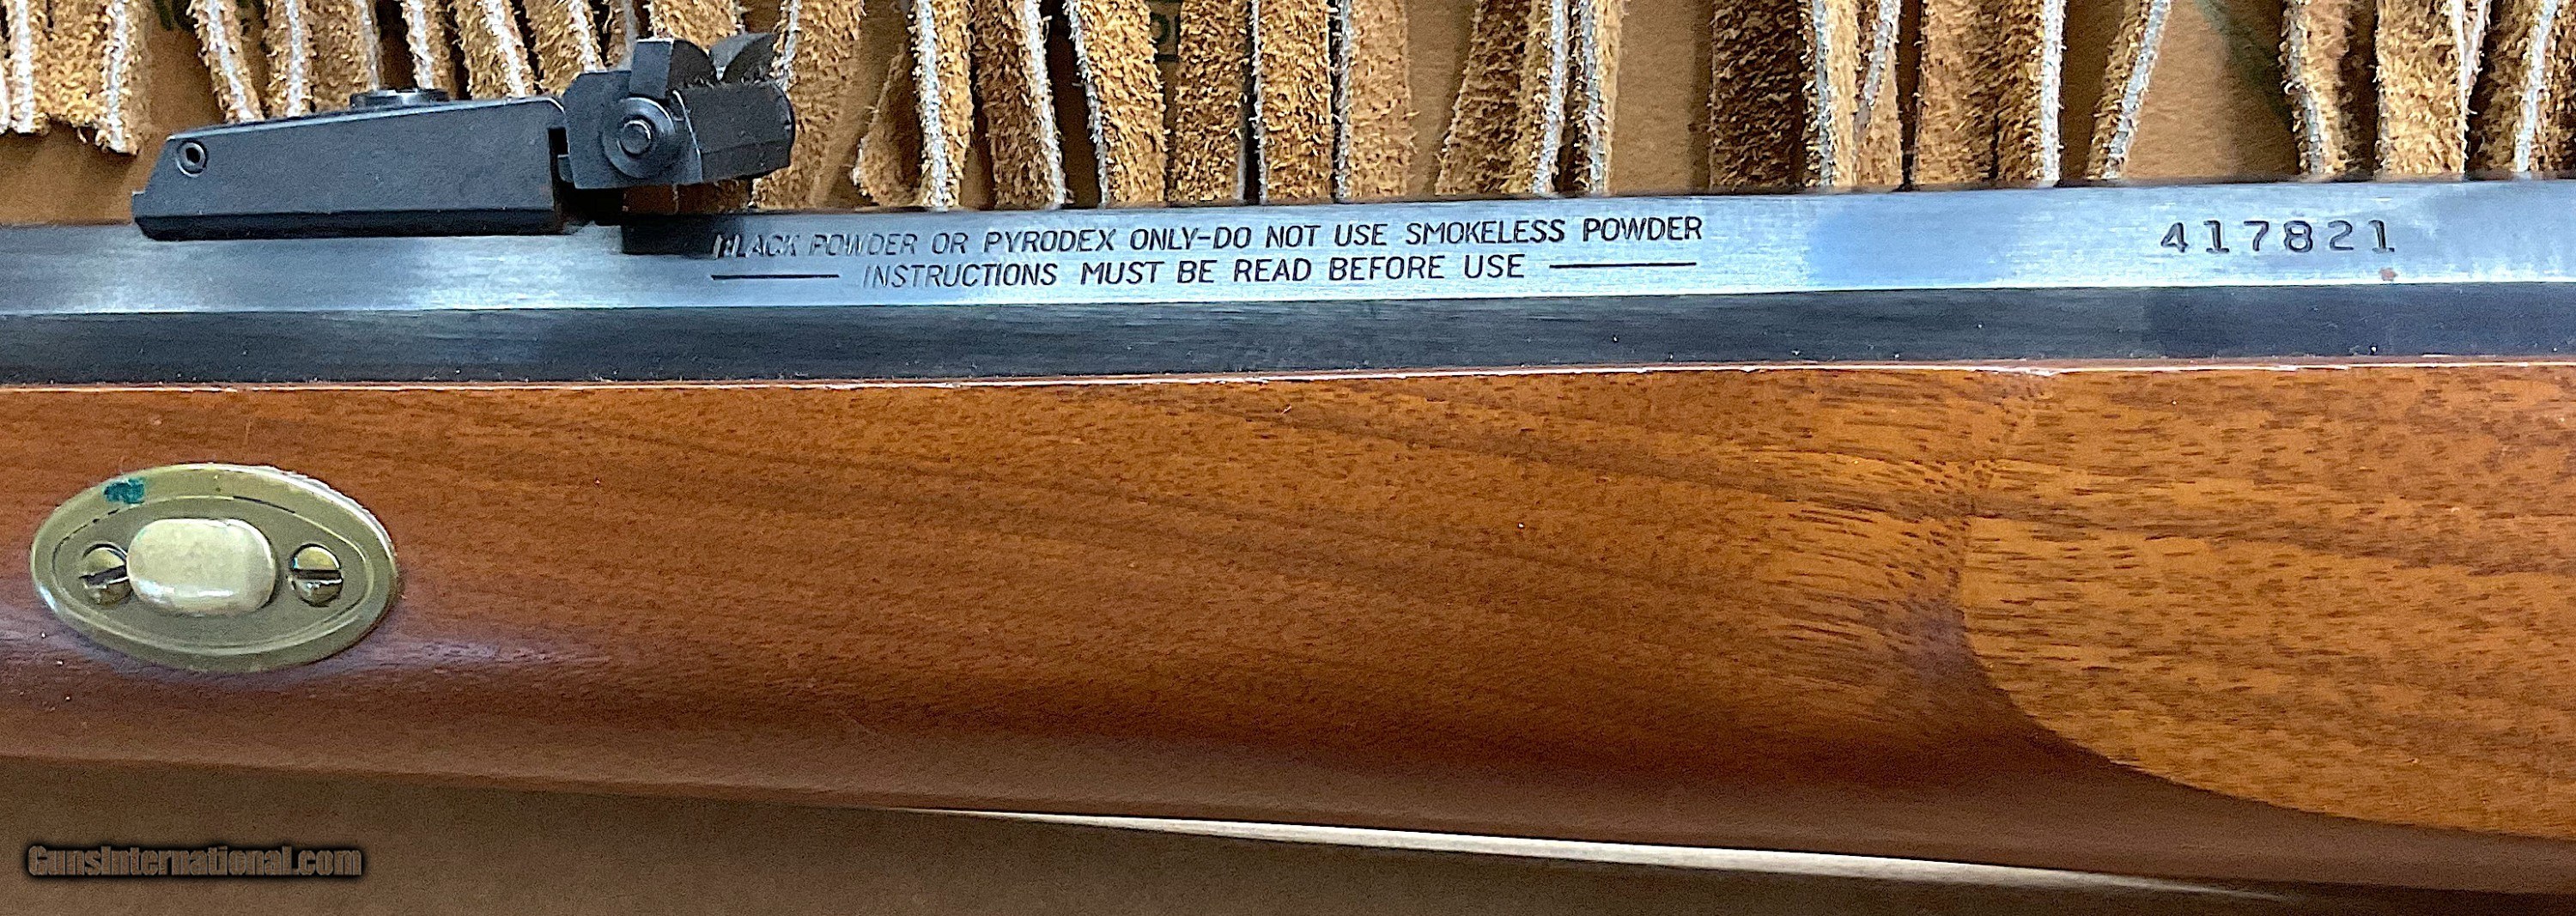 BLACK POWDER OR PYRODEX ONLY-DO NOT USE SMOKELESS POWDER
INSTRUCTIONS MUST BE READ BEFORE USE
417821
GunsInternational.com